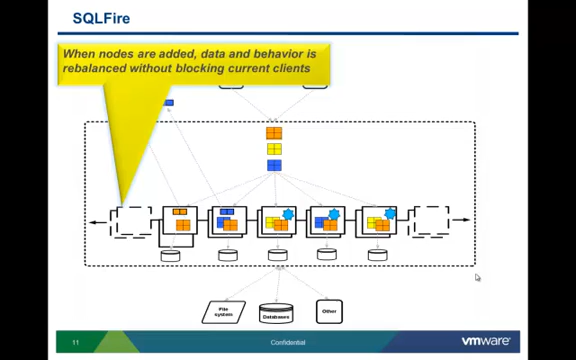 SQLFire
When nodes are added, data and behavior is
rebalanced without blocking current clients
File
system
Databases
Other
11
Confidential
vmware